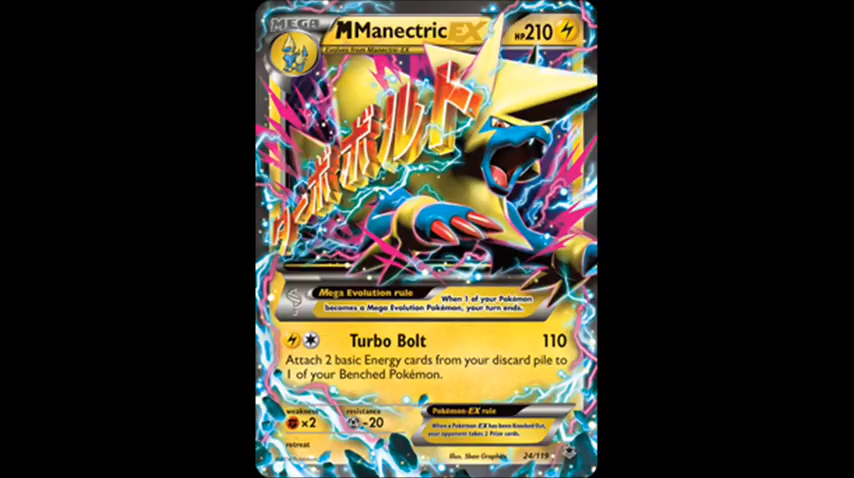 MEGA
M Manectric EX
HP210
Evolves from Manectric-EX
ターボボルト
Mega Evolution rule
When 1 of your Pokémon
becomes a Mega Evolution Pokémon, your turn ends.
Turbo Bolt 110
Attach 2 basic Energy cards from your discard pile to
1 of your Benched Pokémon.
weakness resistance
×2 -20
retreat
Pokémon-EX rule
When a Pokémon-EX has been Knocked Out,
your opponent takes 2 Prize cards.
Illus. 5ban Graphics 24/119